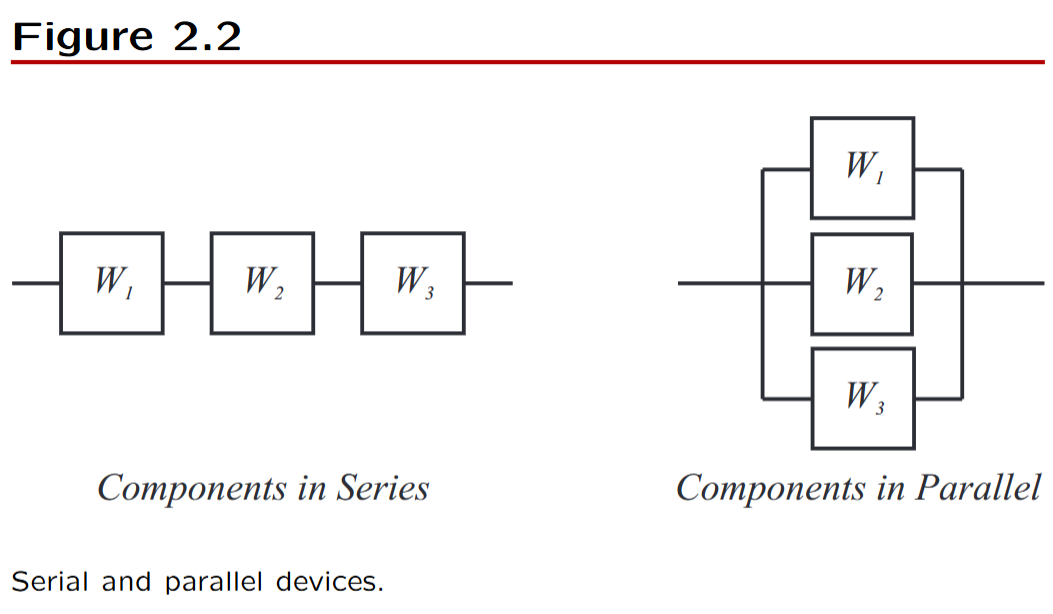 Figure 2.2
W1 W2 W3
Components in Series
W1
W2
W3
Components in Parallel
Serial and parallel devices.